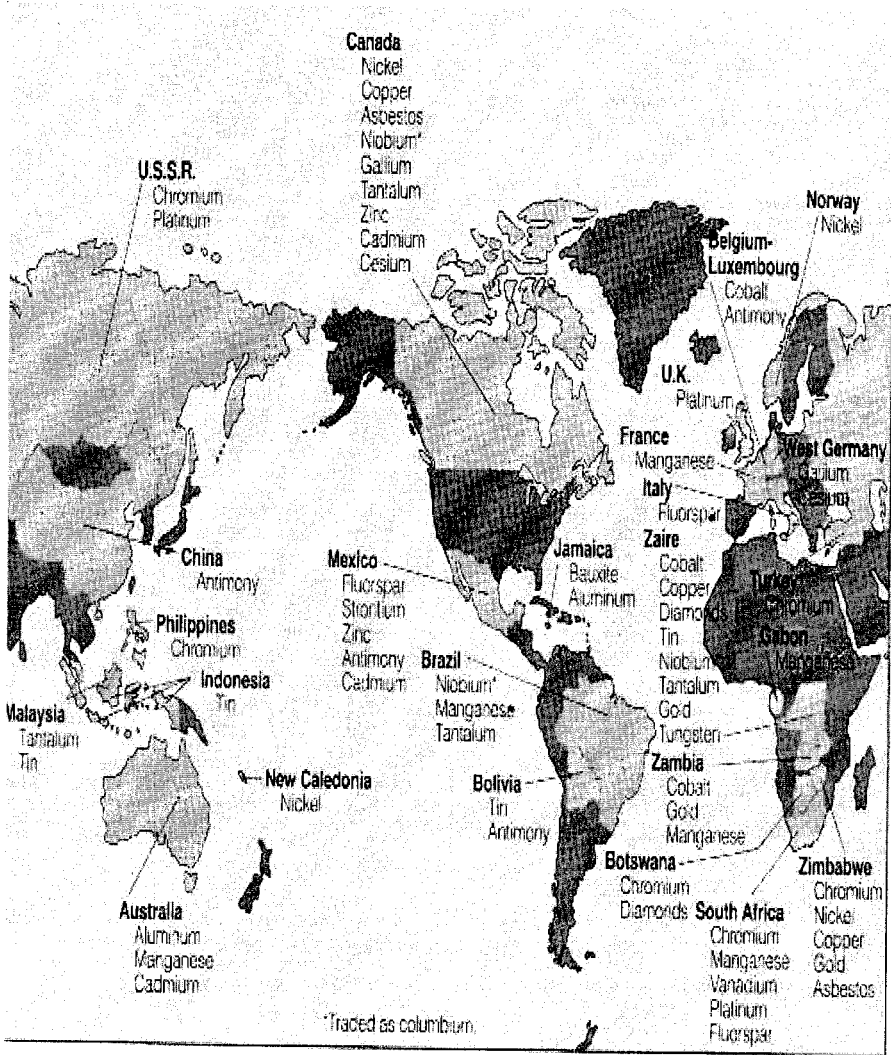 Canada
Nickel
Copper
Asbestos
Niobium*
Gallium
Tantalum
Zinc
Cadmium
Cesium
U.S.S.R.
Chromium
Platinum
Norway
Nickel
Belgium-
Luxembourg
Cobalt
Antimony
U.K.
Platinum
France
Manganese
West Germany
Gallium
Cesium
Italy
Fluorspar
China
Antimony
Philippines
Chromium
Indonesia
Tin
Malaysia
Tantalum
Tin
New Caledonia
Nickel
Australia
Aluminum
Manganese
Cadmium
Mexico
Fluorspar
Strontium
Zinc
Antimony
Cadmium
Jamaica
Bauxite
Aluminum
Brazil
Niobium*
Manganese
Tantalum
Bolivia
Tin
Antimony
Zaire
Cobalt
Copper
Diamonds
Tin
Niobium*
Tantalum
Gold
Tungsten
Turkey
Chromium
Gabon
Manganese
Zambia
Cobalt
Gold
Manganese
Botswana
Chromium
Diamonds
South Africa
Chromium
Manganese
Vanadium
Platinum
Fluorspar
Zimbabwe
Chromium
Nickel
Copper
Gold
Asbestos
*Traded as columbium.